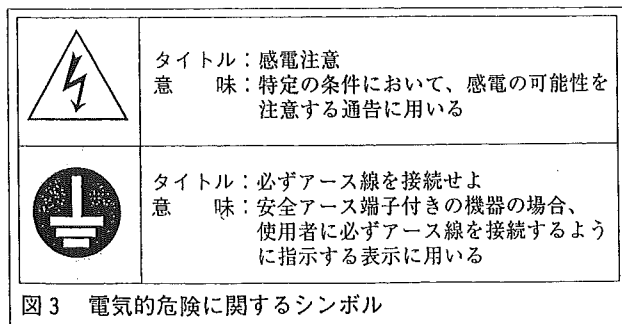 タイトル：感電注意
意　　味：特定の条件において、感電の可能性を
注意する通告に用いる
タイトル：必ずアース線を接続せよ
意　　味：安全アース端子付きの機器の場合、
使用者に必ずアース線を接続するよう
に指示する表示に用いる
図3　電気的危険に関するシンボル